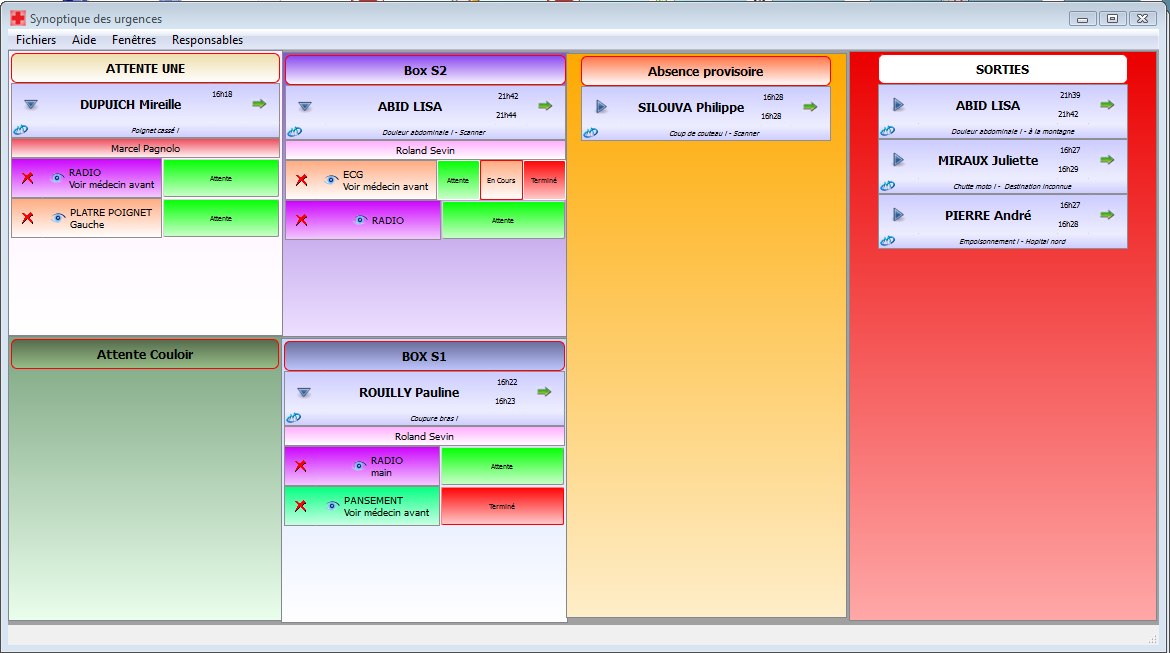 Synoptique des urgences
Fichiers Aide Fenêtres Responsables
ATTENTE UNE
DUPUICH Mireille
16h18
Poignet cassé /
Marcel Pagnolo
RADIO
Voir médecin avant
Attente
PLATRE POIGNET
Gauche
Attente
Box S2
21h42
ABID LISA
21h44
Douleur abdominale / - Scanner
Roland Sevin
ECG
Voir médecin avant
Attente
En Cours
Terminé
RADIO
Attente
Absence provisoire
16h28
SILOUVA Philippe
16h28
Coup de couteau / - Scanner
SORTIES
21h39
ABID LISA
21h42
Douleur abdominale / - à la montagne
16h27
MIRAUX Juliette
16h29
Chutte moto / - Destination inconnue
16h27
PIERRE André
16h28
Empoisonnement / - Hopital nord
Attente Couloir
BOX S1
16h22
ROUILLY Pauline
16h23
Coupure bras /
Roland Sevin
RADIO
main
Attente
PANSEMENT
Voir médecin avant
Terminé